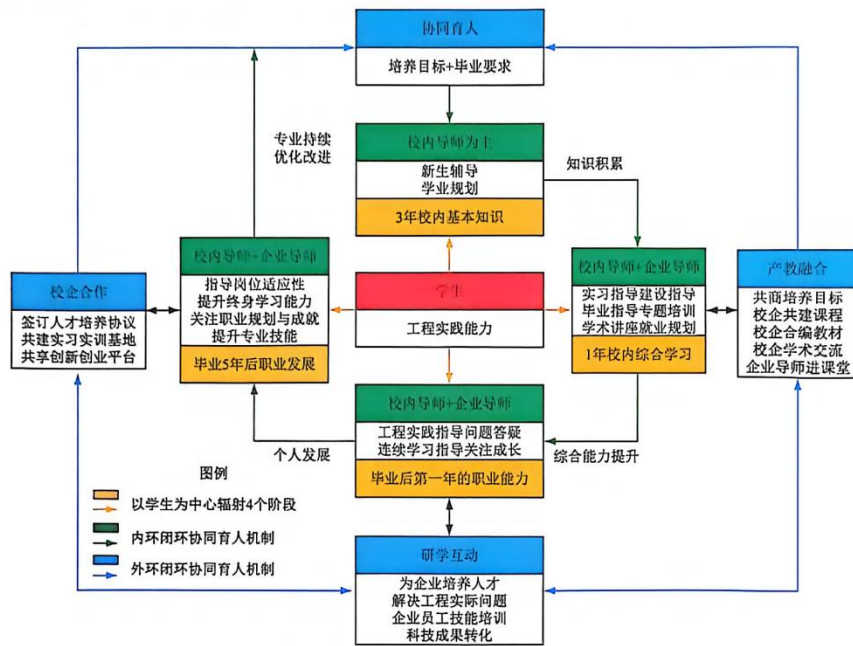 协同育人
培养目标+毕业要求
专业持续
优化改进
校内导师为主
新生辅导
学业规划
3年校内基本知识
知识积累
校企合作
签订人才培养协议
共建实习实训基地
共享创新创业平台
校内导师+企业导师
指导岗位适应性
提升终身学习能力
关注职业规划与成就
提升专业技能
毕业5年后职业发展
学生
工程实践能力
校内导师+企业导师
实习指导建设指导
毕业指导专题培训
学术讲座就业规划
1年校内综合学习
产教融合
共商培养目标
校企共建课程
校企合编教材
校企学术交流
企业导师进课堂
个人发展
校内导师+企业导师
工程实践指导问题答疑
连续学习指导关注成长
毕业后第一年的职业能力
综合能力提升
图例
以学生为中心辐射4个阶段
内环闭环协同育人机制
外环闭环协同育人机制
研学互动
为企业培养人才
解决工程实际问题
企业员工技能培训
科技成果转化